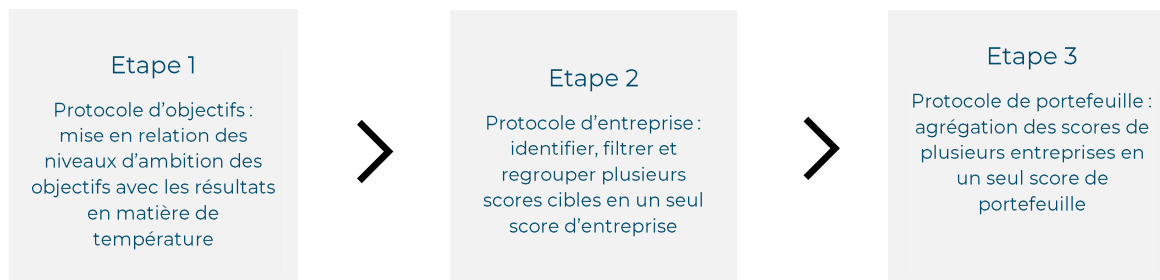 Etape 1
Protocole d’objectifs :
mise en relation des
niveaux d’ambition des
objectifs avec les résultats
en matière de
température
Etape 2
Protocole d’entreprise :
identifier, filtrer et
regrouper plusieurs
scores cibles en un seul
score d’entreprise
Etape 3
Protocole de portefeuille :
agrégation des scores de
plusieurs entreprises en
un seul score de
portefeuille